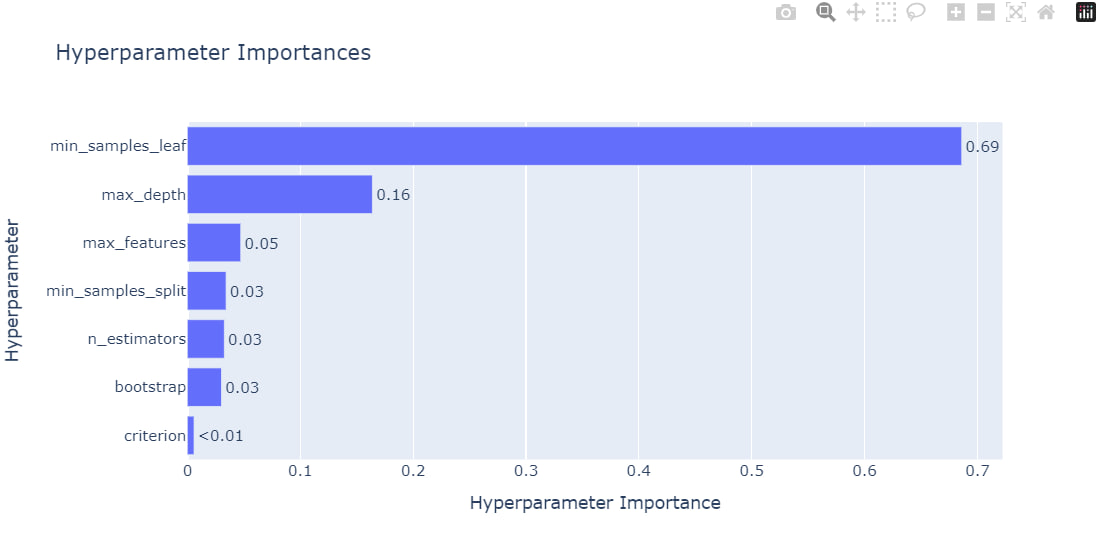 Hyperparameter Importances
Hyperparameter
min_samples_leaf 0.69
max_depth 0.16
max_features 0.05
min_samples_split 0.03
n_estimators 0.03
bootstrap 0.03
criterion <0.01
0 0.1 0.2 0.3 0.4 0.5 0.6 0.7
Hyperparameter Importance